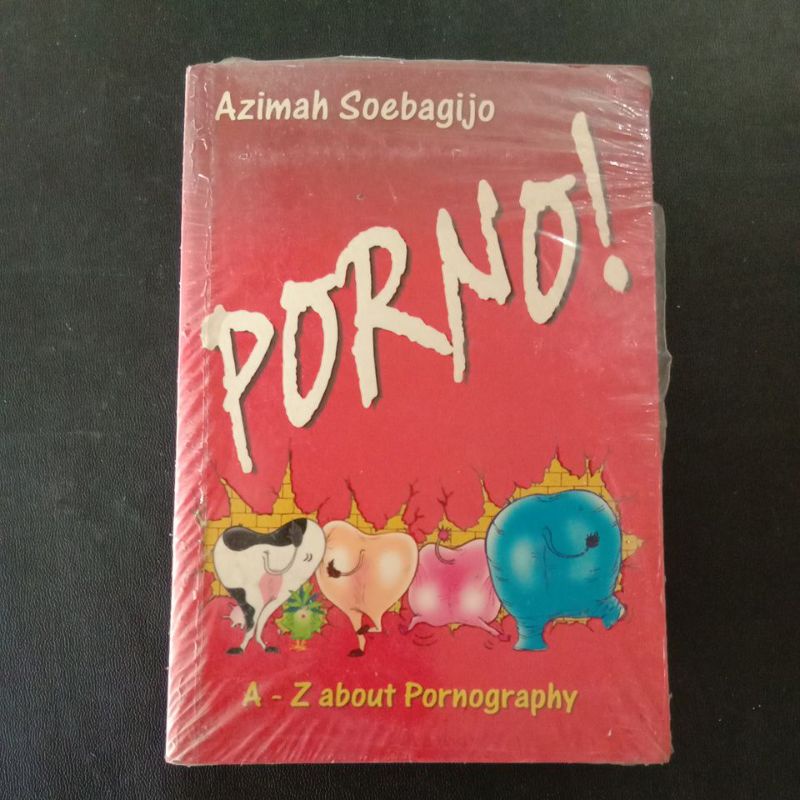 Azimah Soebagijo
PORNO!
A - Z about Pornography